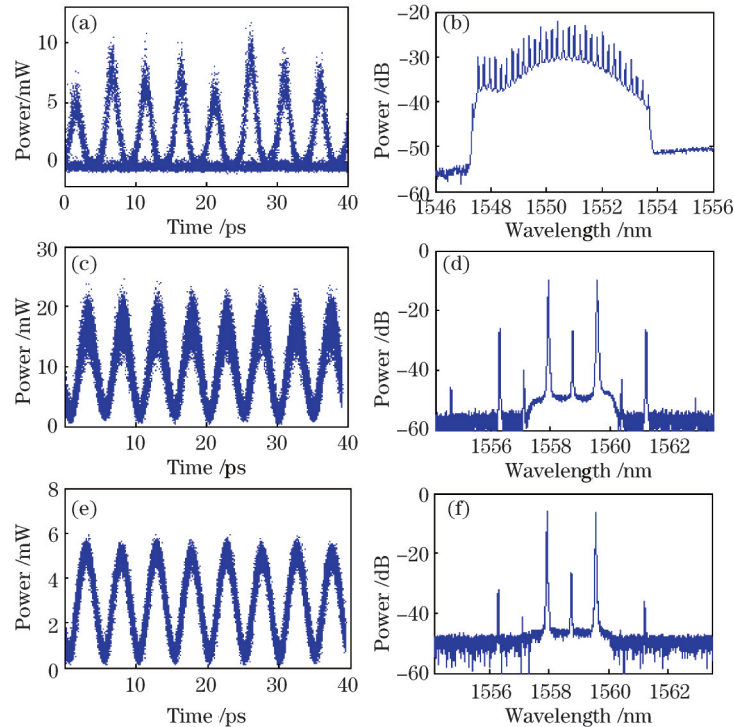 (a)
Power/mW
10
5
0
0 10 20 30 40
Time /ps
(b)
Power /dB
−20
−30
−40
−50
−60
1546 1548 1550 1552 1554 1556
Wavelength /nm
(c)
Power /mW
30
20
10
0
0 10 20 30 40
Time /ps
(d)
Power /dB
0
−20
−40
−60
1556 1558 1560 1562
Wavelength /nm
(e)
Power /mW
8
6
4
2
0
0 10 20 30 40
Time /ps
(f)
Power /dB
0
−20
−40
−60
1556 1558 1560 1562
Wavelength /nm